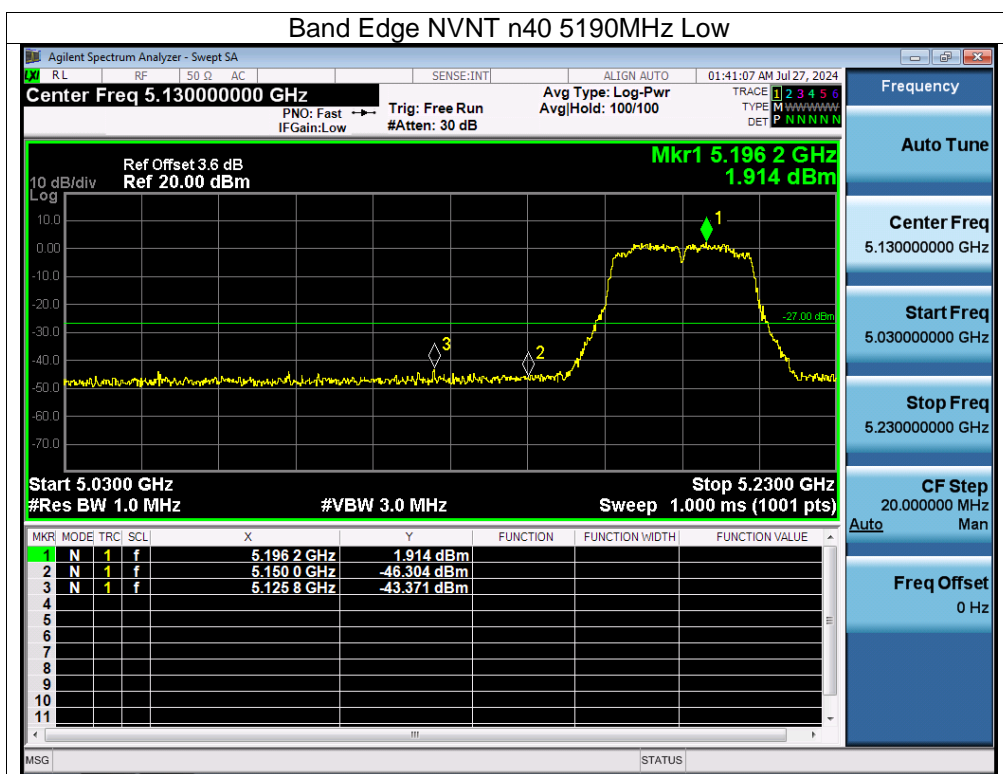 Band Edge NVNT n40 5190MHz Low
Agilent Spectrum Analyzer - Swept SA
LXI RL RF 50 Ω AC SENSE:INT ALIGN AUTO 01:41:07 AM Jul 27, 2024
Center Freq 5.130000000 GHz Avg Type: Log-Pwr TRACE 1 2 3 4 5 6
PNO: Fast Trig: Free Run Avg|Hold: 100/100 TYPE M WWWWW
IFGain:Low #Atten: 30 dB DET P N N N N N
Ref Offset 3.6 dB Mkr1 5.196 2 GHz
10 dB/div Ref 20.00 dBm 1.914 dBm
Log
10.0
0.00
-10.0
-20.0
-30.0
-40.0
-50.0
-60.0
-70.0
1
-27.00 dBm
3
2
Start 5.0300 GHz Stop 5.2300 GHz
#Res BW 1.0 MHz #VBW 3.0 MHz Sweep 1.000 ms (1001 pts)
MKR MODE TRC SCL X Y FUNCTION FUNCTION WIDTH FUNCTION VALUE
1 N 1 f 5.196 2 GHz 1.914 dBm
2 N 1 f 5.150 0 GHz -46.304 dBm
3 N 1 f 5.125 8 GHz -43.371 dBm
4
5
6
7
8
9
10
11
MSG STATUS
Frequency
Auto Tune
Center Freq
5.130000000 GHz
Start Freq
5.030000000 GHz
Stop Freq
5.230000000 GHz
CF Step
20.000000 MHz
Auto Man
Freq Offset
0 Hz